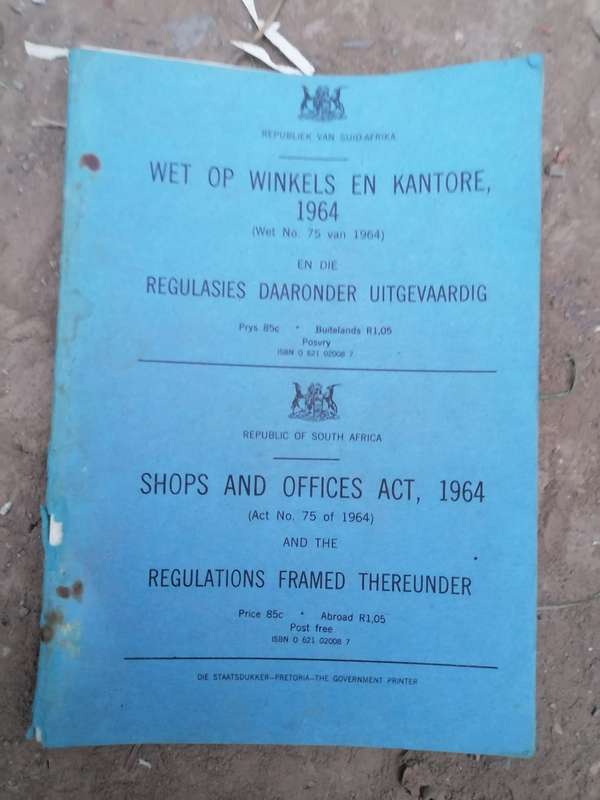 REPUBLIEK VAN SUID-AFRIKA
WET OP WINKELS EN KANTORE,
1964
(Wet No. 75 van 1964)
EN DIE
REGULASIES DAARONDER UITGEVAARDIG
Prys 85c * Buitelands R1,05
Posvry
ISBN 0 621 02008 7
REPUBLIC OF SOUTH AFRICA
SHOPS AND OFFICES ACT, 1964
(Act No. 75 of 1964)
AND THE
REGULATIONS FRAMED THEREUNDER
Price 85c * Abroad R1,05
Post free
ISBN 0 621 02008 7
DIE STAATSDUKKER—PRETORIA—THE GOVERNMENT PRINTER